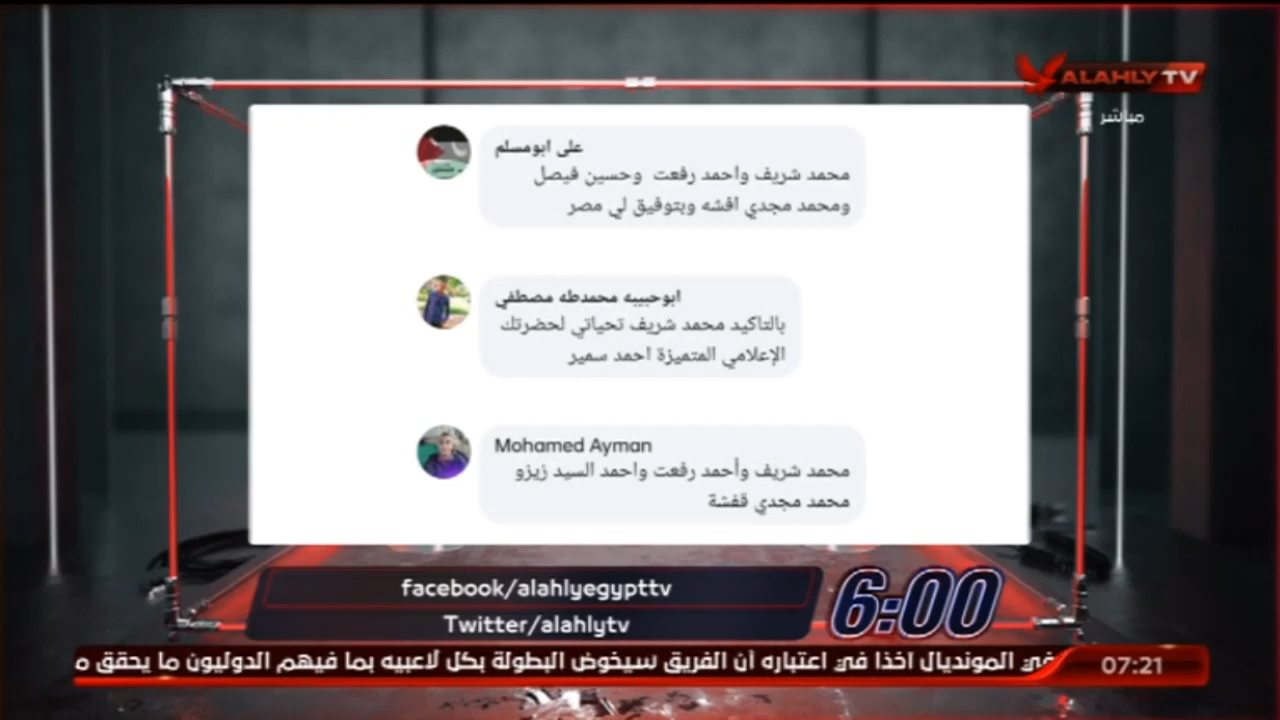 ALAHLY TV
مباشر
على ابومسلم
محمد شريف واحمد رفعت وحسين فيصل
ومحمد مجدي افشه وبتوفيق لي مصر
ابوحبيبه محمدطه مصطفي
بالتاكيد محمد شريف تحياتي لحضرتك
الإعلامي المتميزة احمد سمير
Mohamed Ayman
محمد شريف وأحمد رفعت واحمد السيد زيزو
محمد مجدي قفشة
facebook/alahlyegypttv
Twitter/alahlytv
6:00
في المونديال اخذا في اعتباره أن الفريق سيخوض البطولة بكل لاعبيه بما فيهم الدوليون ما يحقق م
07:21